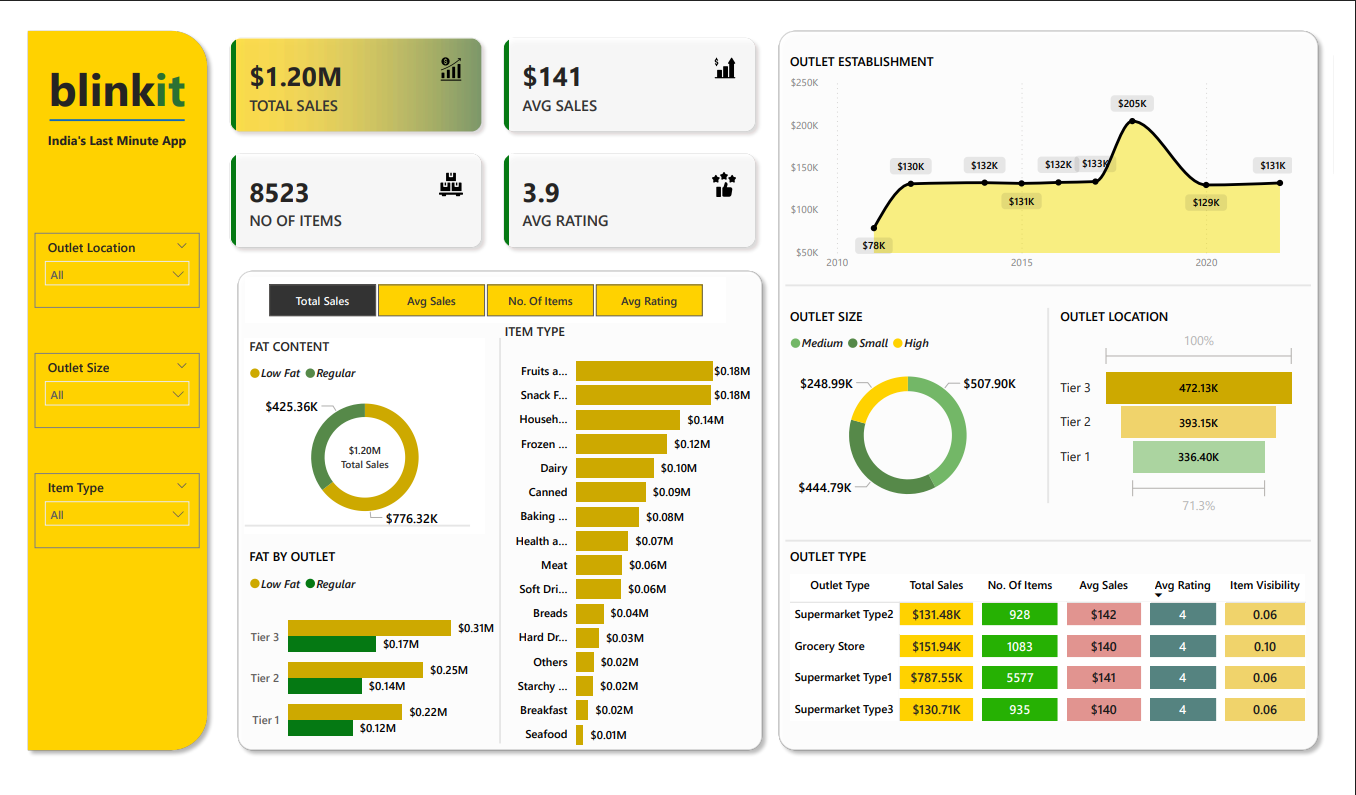 blinkit
India's Last Minute App
Outlet Location
All
Outlet Size
All
Item Type
All
$1.20M
TOTAL SALES
$141
AVG SALES
8523
NO OF ITEMS
3.9
AVG RATING
Total Sales Avg Sales No. Of Items Avg Rating
FAT CONTENT
Low Fat Regular
$425.36K
$1.20M
Total Sales
$776.32K
FAT BY OUTLET
Low Fat Regular
Tier 3 $0.31M
$0.17M
Tier 2 $0.25M
$0.14M
Tier 1 $0.22M
$0.12M
ITEM TYPE
Fruits a... $0.18M
Snack F... $0.18M
Househ... $0.14M
Frozen ... $0.12M
Dairy $0.10M
Canned $0.09M
Baking ... $0.08M
Health a... $0.07M
Meat $0.06M
Soft Dri... $0.06M
Breads $0.04M
Hard Dr... $0.03M
Others $0.02M
Starchy ... $0.02M
Breakfast $0.02M
Seafood $0.01M
OUTLET ESTABLISHMENT
$250K
$200K
$150K
$100K
$50K
$78K
$130K
$132K
$131K
$132K
$133K
$205K
$129K
$131K
2010 2015 2020
OUTLET SIZE
Medium Small High
$248.99K
$507.90K
$444.79K
OUTLET LOCATION
100%
Tier 3 472.13K
Tier 2 393.15K
Tier 1 336.40K
71.3%
OUTLET TYPE
Outlet Type Total Sales No. Of Items Avg Sales Avg Rating Item Visibility
Supermarket Type2 $131.48K 928 $142 4 0.06
Grocery Store $151.94K 1083 $140 4 0.10
Supermarket Type1 $787.55K 5577 $141 4 0.06
Supermarket Type3 $130.71K 935 $140 4 0.06